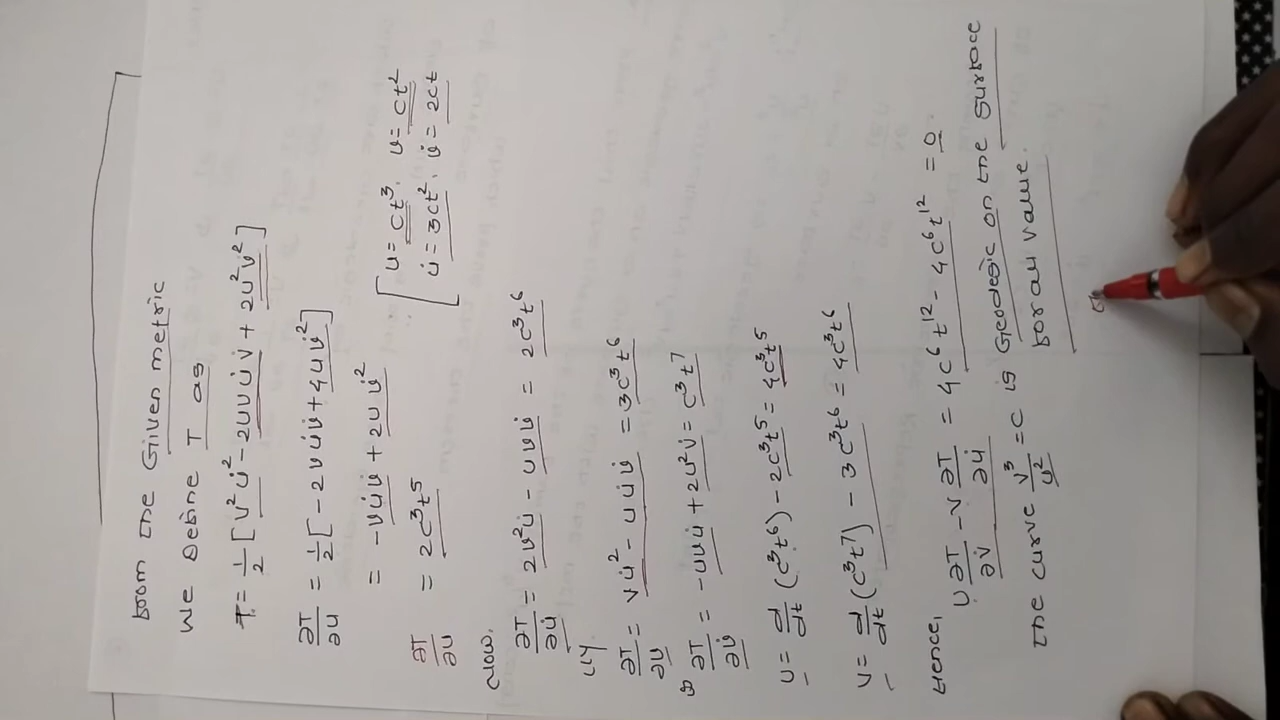 from the Given metric
We Define T as
T = 1/2 [v²u̇² - 2uvu̇v̇ + 2u²v̇²]
∂T/∂u = 1/2 [-2vu̇v̇ + 4uv̇²]
= -vu̇v̇ + 2uv̇²
∵ [u = ct³, v = ct²
u̇ = 3ct², v̇ = 2ct
∂T/∂u = 2c³t⁵
Now,
∂T/∂u̇ = 2v²u̇ - uvv̇ = 2c³t⁶
lly
∂T/∂v = vu̇² - uu̇v̇ = 3c³t⁶
& ∂T/∂v̇ = -uvu̇ + 2u²v̇ = c³t⁷
U = d/dt (c³t⁶) - 2c³t⁵ = 4c³t⁵
V = d/dt (c³t⁷) - 3c³t⁶ = 4c³t⁶
Hence,
U ∂T/∂v̇ - V ∂T/∂u̇ = 4c⁶t¹² - 4c⁶t¹² = 0.
The curve v³/u² = c is Geodesic on the surface
for all value.